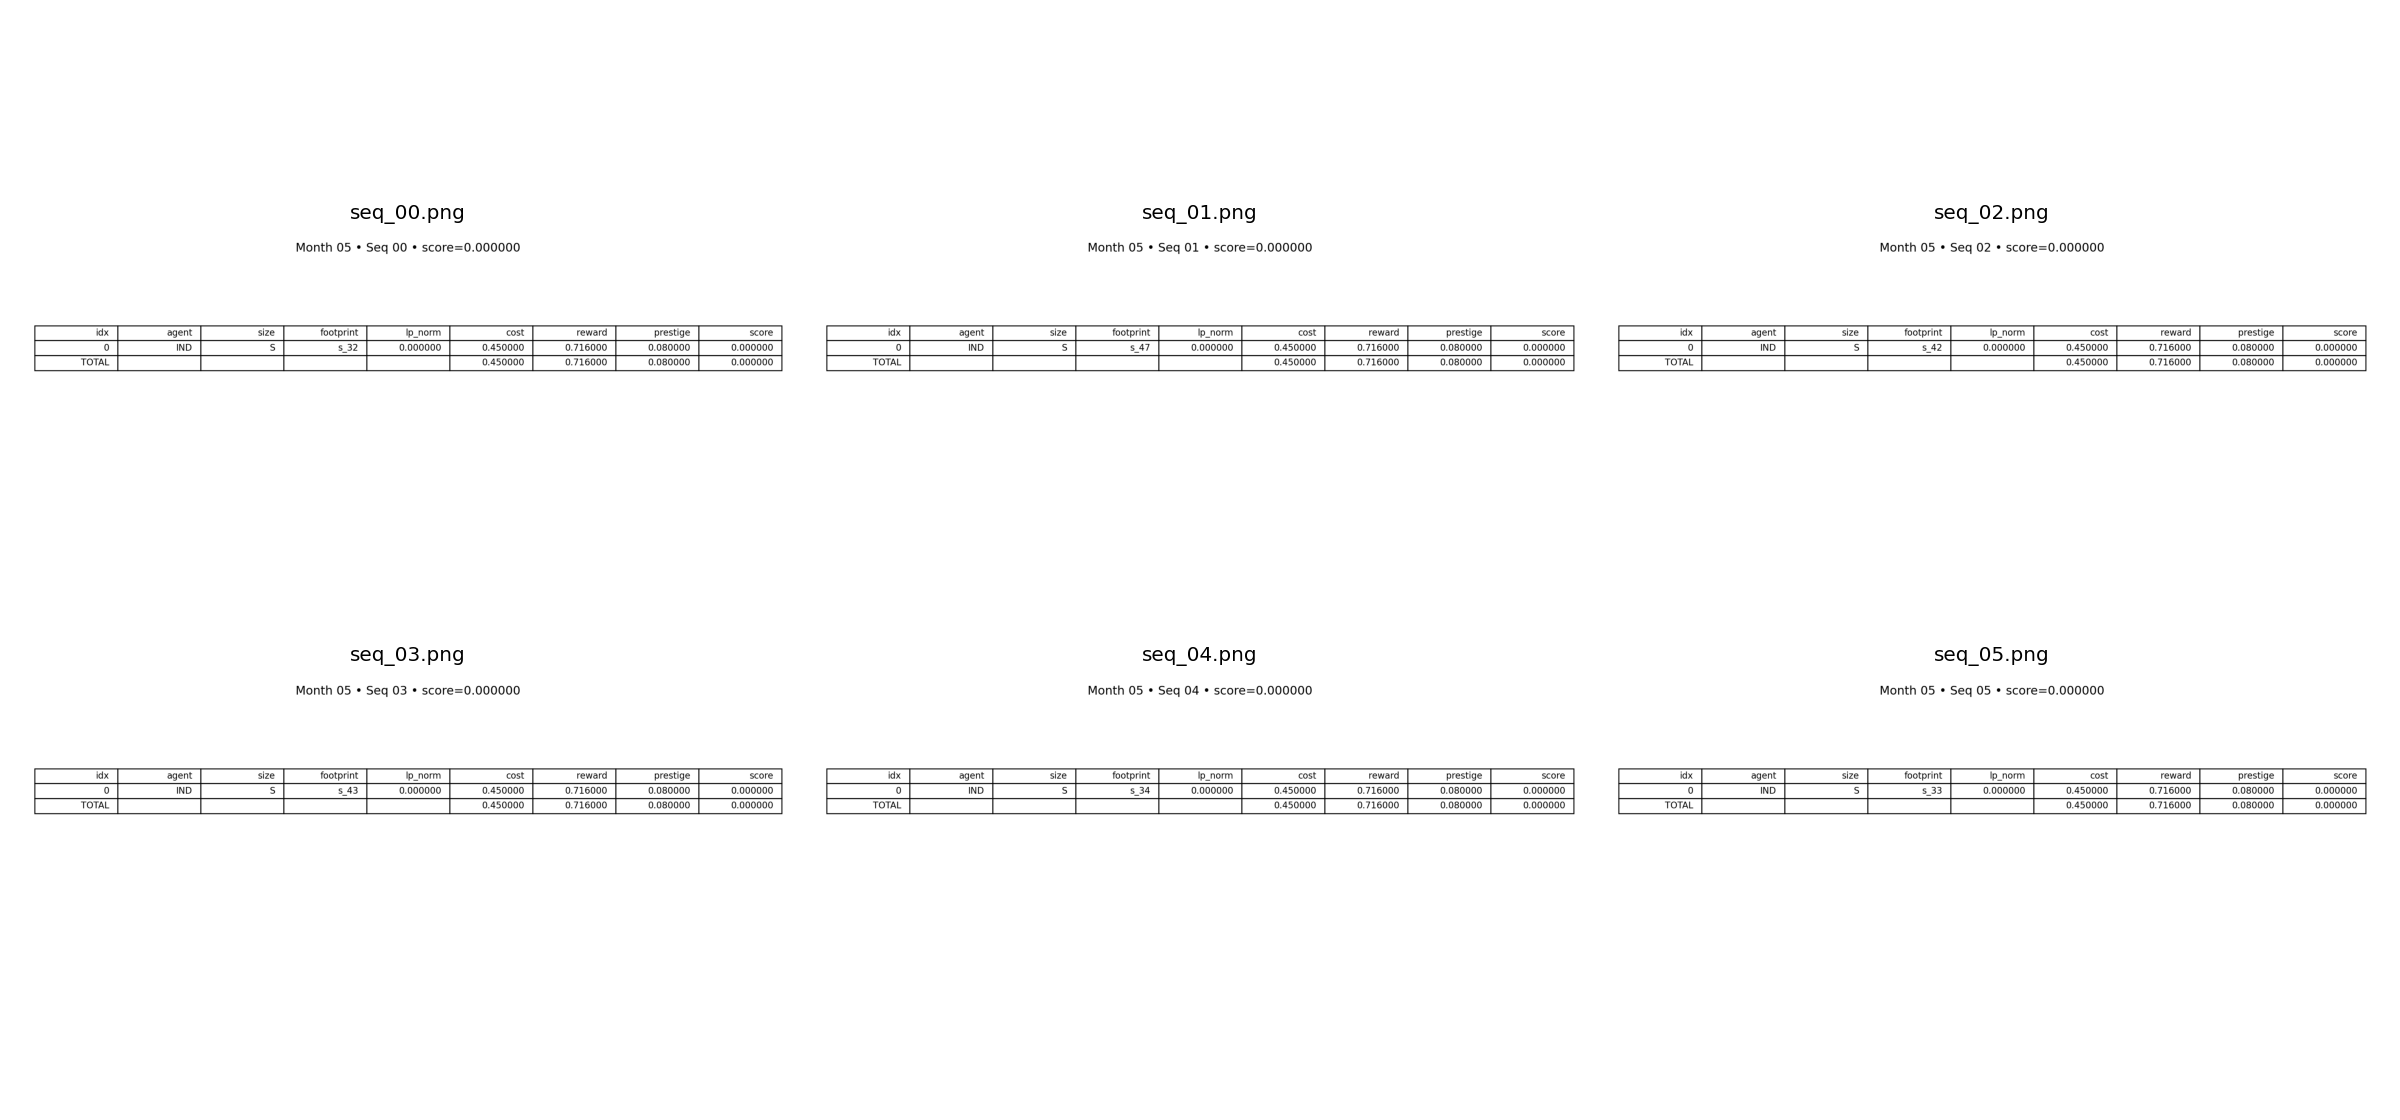 seq_00.png
Month 05 • Seq 00 • score=0.000000
idx agent size footprint lp_norm cost reward prestige score
0 IND S s_32 0.000000 0.450000 0.716000 0.080000 0.000000
TOTAL 0.450000 0.716000 0.080000 0.000000
seq_01.png
Month 05 • Seq 01 • score=0.000000
idx agent size footprint lp_norm cost reward prestige score
0 IND S s_47 0.000000 0.450000 0.716000 0.080000 0.000000
TOTAL 0.450000 0.716000 0.080000 0.000000
seq_02.png
Month 05 • Seq 02 • score=0.000000
idx agent size footprint lp_norm cost reward prestige score
0 IND S s_42 0.000000 0.450000 0.716000 0.080000 0.000000
TOTAL 0.450000 0.716000 0.080000 0.000000
seq_03.png
Month 05 • Seq 03 • score=0.000000
idx agent size footprint lp_norm cost reward prestige score
0 IND S s_43 0.000000 0.450000 0.716000 0.080000 0.000000
TOTAL 0.450000 0.716000 0.080000 0.000000
seq_04.png
Month 05 • Seq 04 • score=0.000000
idx agent size footprint lp_norm cost reward prestige score
0 IND S s_34 0.000000 0.450000 0.716000 0.080000 0.000000
TOTAL 0.450000 0.716000 0.080000 0.000000
seq_05.png
Month 05 • Seq 05 • score=0.000000
idx agent size footprint lp_norm cost reward prestige score
0 IND S s_33 0.000000 0.450000 0.716000 0.080000 0.000000
TOTAL 0.450000 0.716000 0.080000 0.000000